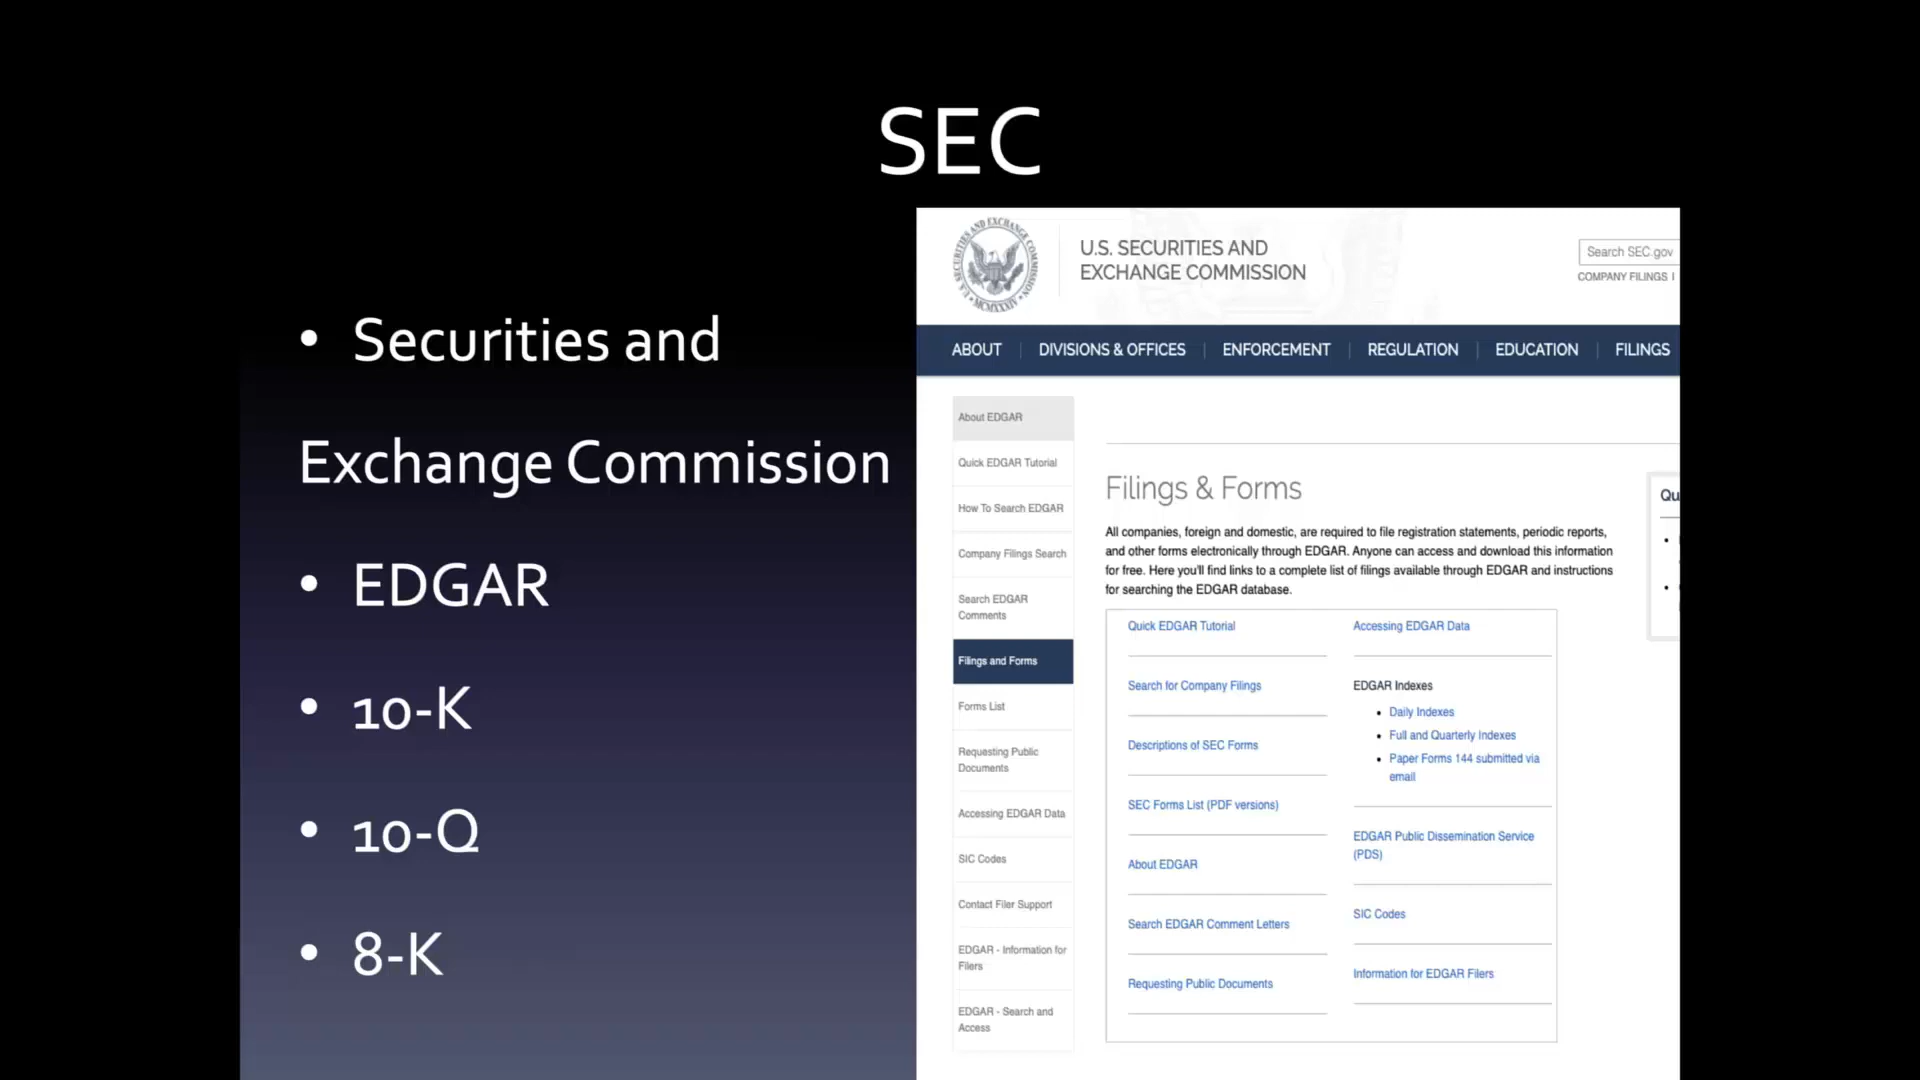 SEC
• Securities and
Exchange Commission
• EDGAR
• 10-K
• 10-Q
• 8-K
U.S. SECURITIES AND EXCHANGE COMMISSION
MCMXXXIV
U.S. SECURITIES AND
EXCHANGE COMMISSION
Search SEC.gov
COMPANY FILINGS
ABOUT
DIVISIONS & OFFICES
ENFORCEMENT
REGULATION
EDUCATION
FILINGS
About EDGAR
Quick EDGAR Tutorial
How To Search EDGAR
Company Filings Search
Search EDGAR
Comments
Filings and Forms
Forms List
Requesting Public
Documents
Accessing EDGAR Data
SIC Codes
Contact Filer Support
EDGAR - Information for
Filers
EDGAR - Search and
Access
Filings & Forms
All companies, foreign and domestic, are required to file registration statements, periodic reports,
and other forms electronically through EDGAR. Anyone can access and download this information
for free. Here you'll find links to a complete list of filings available through EDGAR and instructions
for searching the EDGAR database.
Quick EDGAR Tutorial
Search for Company Filings
Descriptions of SEC Forms
SEC Forms List (PDF versions)
About EDGAR
Search EDGAR Comment Letters
Requesting Public Documents
Accessing EDGAR Data
EDGAR Indexes
• Daily Indexes
• Full and Quarterly Indexes
• Paper Forms 144 submitted via
email
EDGAR Public Dissemination Service
(PDS)
SIC Codes
Information for EDGAR Filers